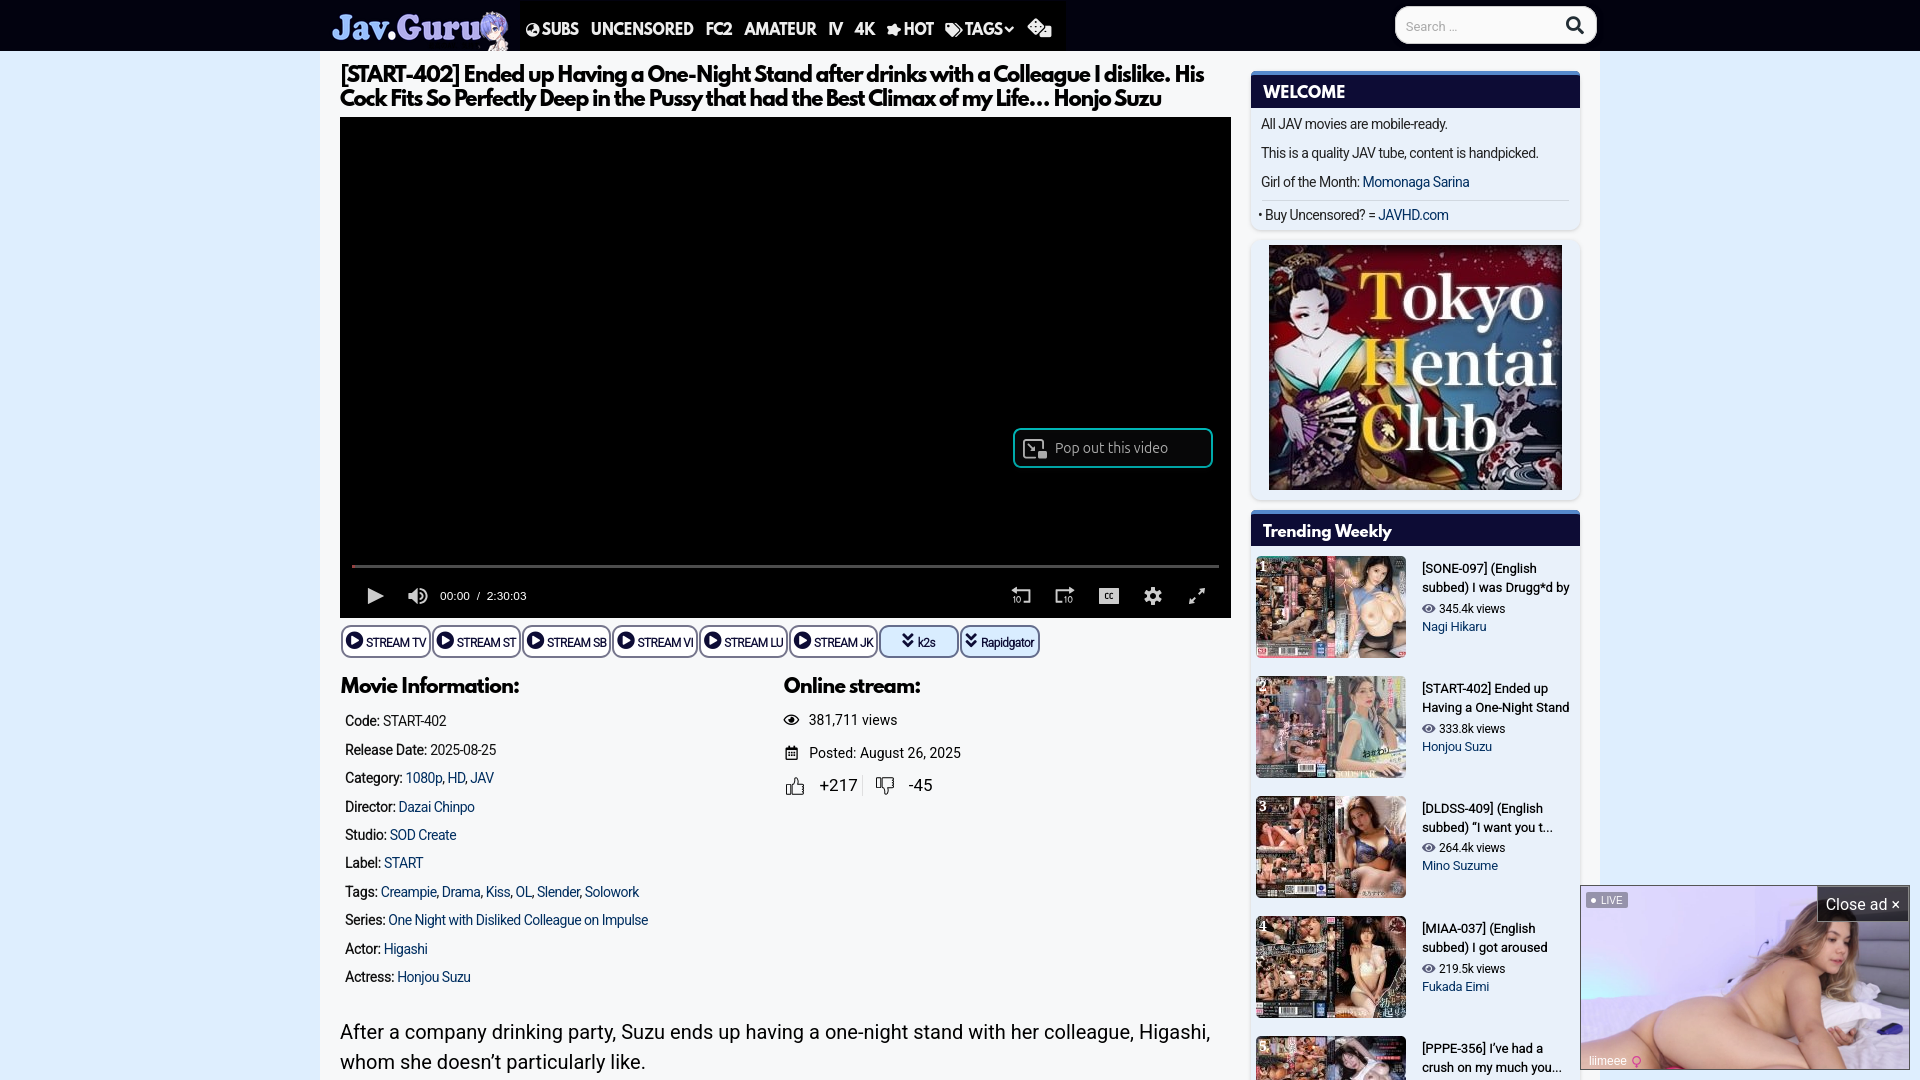 Jav.Guru
SUBS UNCENSORED FC2 AMATEUR IV 4K HOT TAGS
Search ...
[START-402] Ended up Having a One-Night Stand after drinks with a Colleague I dislike. His
Cock Fits So Perfectly Deep in the Pussy that had the Best Climax of my Life… Honjo Suzu
Pop out this video
00:00 / 2:30:03
10
10
CC
STREAM TV STREAM ST STREAM SB STREAM VI STREAM LU STREAM JK k2s Rapidgator
Movie Information:
Code: START-402
Release Date: 2025-08-25
Category: 1080p, HD, JAV
Director: Dazai Chinpo
Studio: SOD Create
Label: START
Tags: Creampie, Drama, Kiss, OL, Slender, Solowork
Series: One Night with Disliked Colleague on Impulse
Actor: Higashi
Actress: Honjou Suzu
Online stream:
381,711 views
Posted: August 26, 2025
+217 -45
After a company drinking party, Suzu ends up having a one-night stand with her colleague, Higashi,
whom she doesn’t particularly like.
WELCOME
All JAV movies are mobile-ready.
This is a quality JAV tube, content is handpicked.
Girl of the Month: Momonaga Sarina
• Buy Uncensored? = JAVHD.com
Tokyo
Hentai
Club
Trending Weekly
1
[SONE-097] (English
subbed) I was Drugg*d by
345.4k views
Nagi Hikaru
2
[START-402] Ended up
Having a One-Night Stand
333.8k views
Honjou Suzu
3
[DLDSS-409] (English
subbed) “I want you t...
264.4k views
Mino Suzume
4
[MIAA-037] (English
subbed) I got aroused
219.5k views
Fukada Eimi
5
[PPPE-356] I’ve had a
crush on my much you...
LIVE
Close ad ×
liimeee